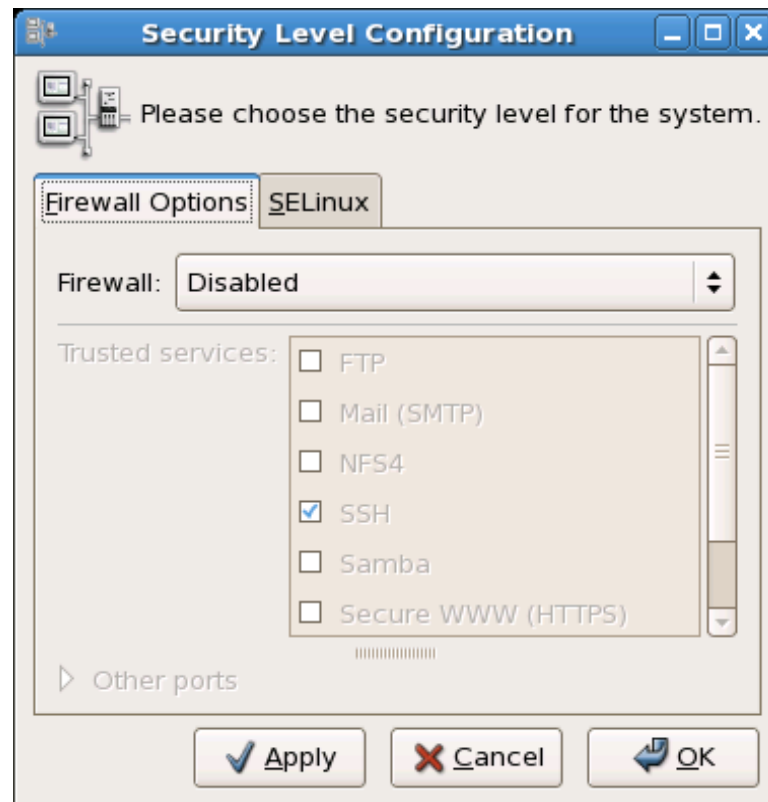 Security Level Configuration
Please choose the security level for the system.
Firewall Options SELinux
Firewall: Disabled
Trusted services:
FTP
Mail (SMTP)
NFS4
SSH
Samba
Secure WWW (HTTPS)
Other ports
Apply Cancel OK